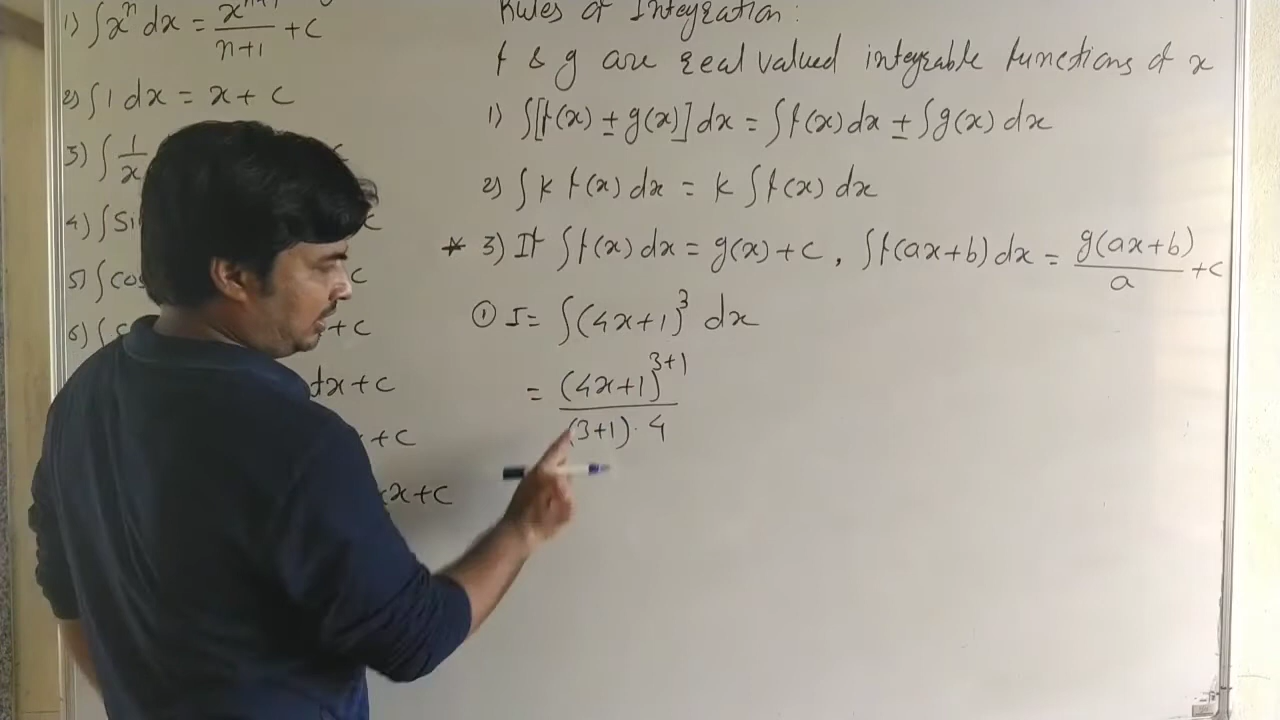 1) ∫xⁿ dx = xⁿ⁺¹/n+1 + c
2) ∫1 dx = x + c
3) ∫1/x
4) ∫Sin
5) ∫cos c
6) ∫ +c
dx+c
+c
x+c
Rules of Integration:
f & g are real valued integrable functions of x
1) ∫[f(x) ± g(x)] dx = ∫f(x) dx ± ∫g(x) dx
2) ∫k f(x) dx = k ∫f(x) dx
* 3) If ∫f(x) dx = g(x)+c, ∫f(ax+b) dx = g(ax+b)/a + c
① I = ∫(4x+1)³ dx
= (4x+1)³⁺¹/(3+1)·4